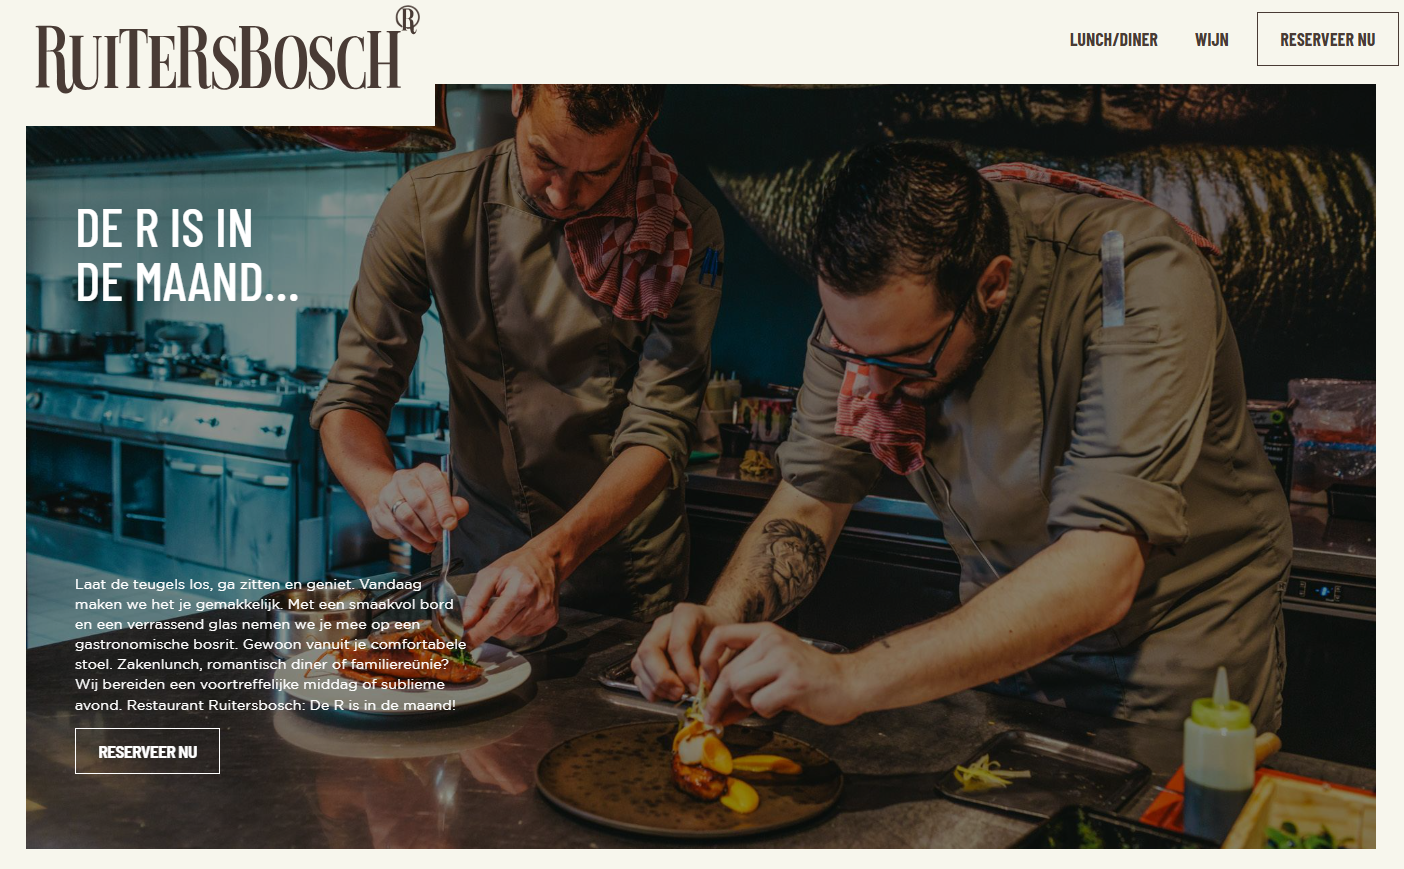 RUITERSBOSCH®
LUNCH/DINER
WIJN
RESERVEER NU
DE R IS IN
DE MAAND...
Laat de teugels los, ga zitten en geniet. Vandaag
maken we het je gemakkelijk. Met een smaakvol bord
en een verrassend glas nemen we je mee op een
gastronomische bosrit. Gewoon vanuit je comfortabele
stoel. Zakenlunch, romantisch diner of familiereünie?
Wij bereiden een voortreffelijke middag of sublieme
avond. Restaurant Ruitersbosch: De R is in de maand!
RESERVEER NU